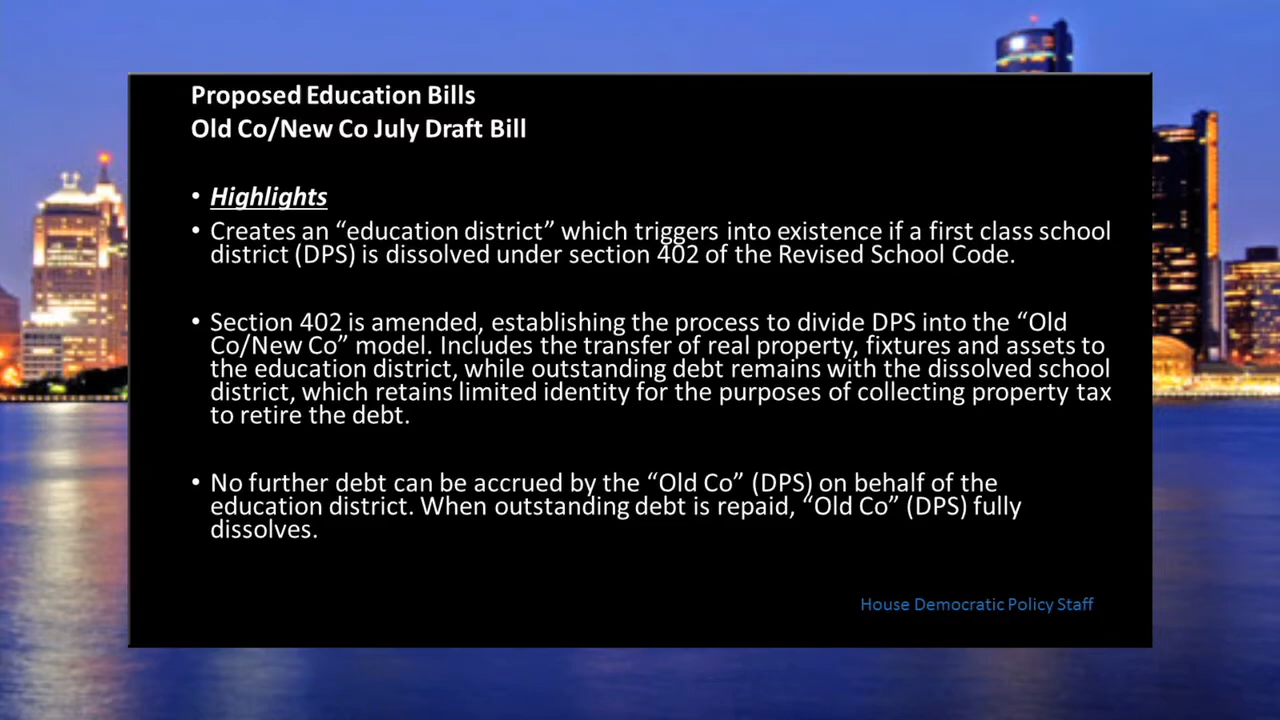 Proposed Education Bills
Old Co/New Co July Draft Bill
• Highlights
• Creates an “education district” which triggers into existence if a first class school
district (DPS) is dissolved under section 402 of the Revised School Code.
• Section 402 is amended, establishing the process to divide DPS into the “Old
Co/New Co” model. Includes the transfer of real property, fixtures and assets to
the education district, while outstanding debt remains with the dissolved school
district, which retains limited identity for the purposes of collecting property tax
to retire the debt.
• No further debt can be accrued by the “Old Co” (DPS) on behalf of the
education district. When outstanding debt is repaid, “Old Co” (DPS) fully
dissolves.
House Democratic Policy Staff